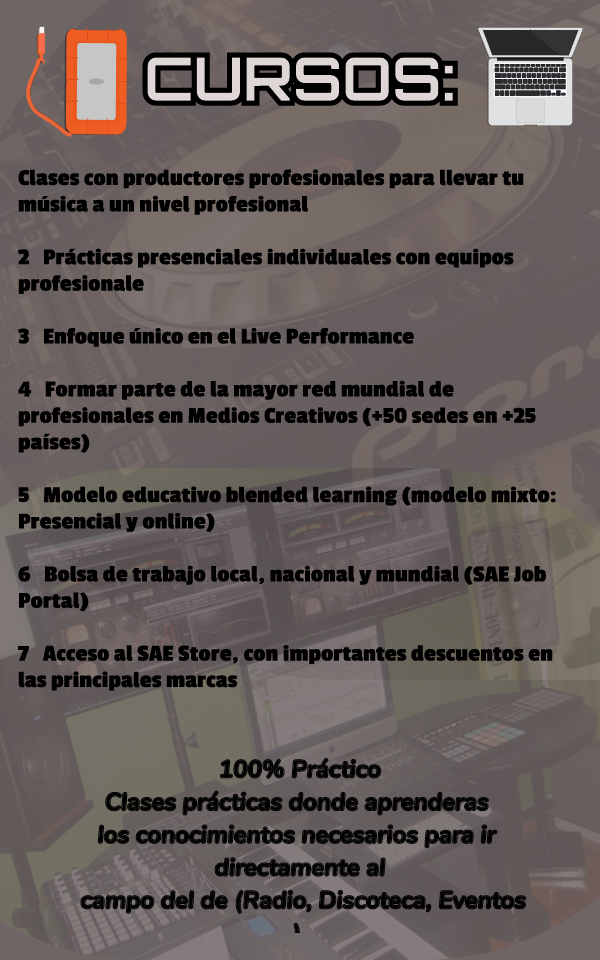 CURSOS:
Clases con productores profesionales para llevar tu
música a un nivel profesional
2 Prácticas presenciales individuales con equipos
profesionale
3 Enfoque único en el Live Performance
4 Formar parte de la mayor red mundial de
profesionales en Medios Creativos (+50 sedes en +25
países)
5 Modelo educativo blended learning (modelo mixto:
Presencial y online)
6 Bolsa de trabajo local, nacional y mundial (SAE Job
Portal)
7 Acceso al SAE Store, con importantes descuentos en
las principales marcas
100% Práctico
Clases prácticas donde aprenderas
los conocimientos necesarios para ir
directamente al
campo del de (Radio, Discoteca, Eventos